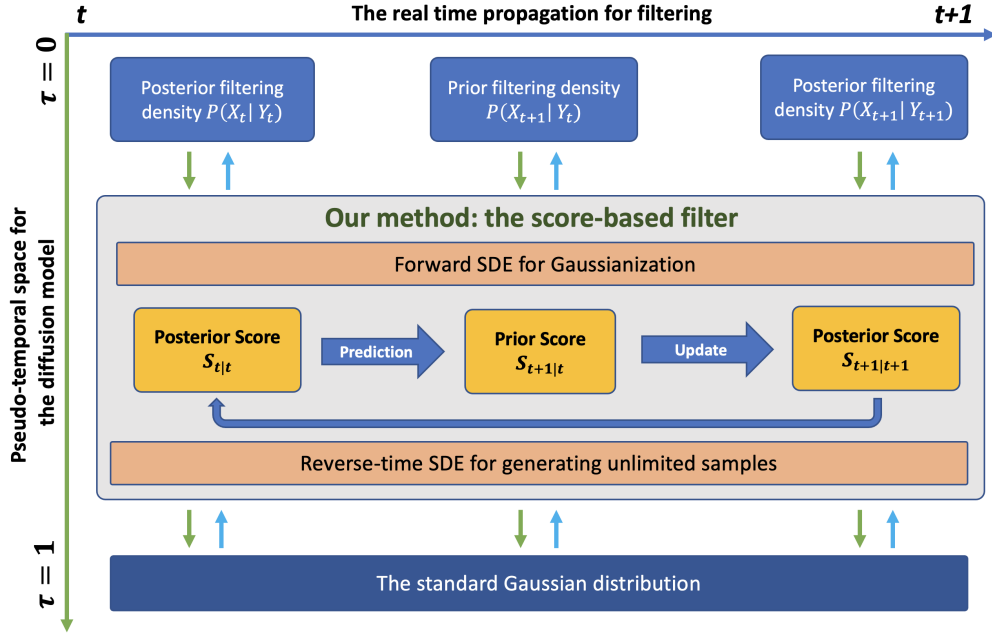 The real time propagation for filtering
t
t+1
τ = 0
Posterior filtering
density P(X_t | Y_t)
Prior filtering density
P(X_{t+1} | Y_t)
Posterior filtering
density P(X_{t+1} | Y_{t+1})
Pseudo-temporal space for
the diffusion model
Our method: the score-based filter
Forward SDE for Gaussianization
Posterior Score
S_{t|t}
Prediction
Prior Score
S_{t+1|t}
Update
Posterior Score
S_{t+1|t+1}
Reverse-time SDE for generating unlimited samples
τ = 1
The standard Gaussian distribution